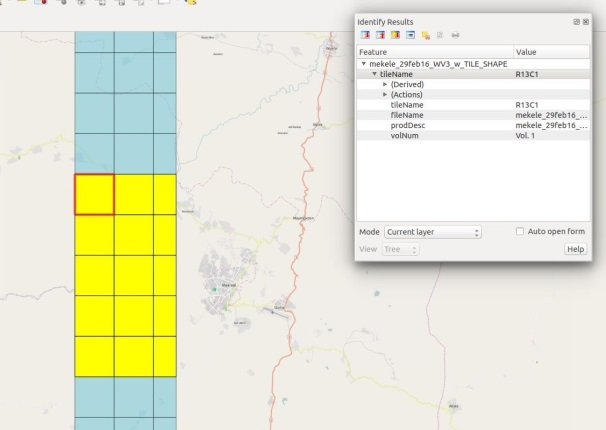 Identify Results
Feature Value
mekele_29feb16_WV3_w_TILE_SHAPE
tileName R13C1
(Derived)
(Actions)
tileName R13C1
fileName mekele_29feb16_...
prodDesc mekele_29feb16_...
volNum Vol. 1
Mode Current layer Auto open form
View Tree Help